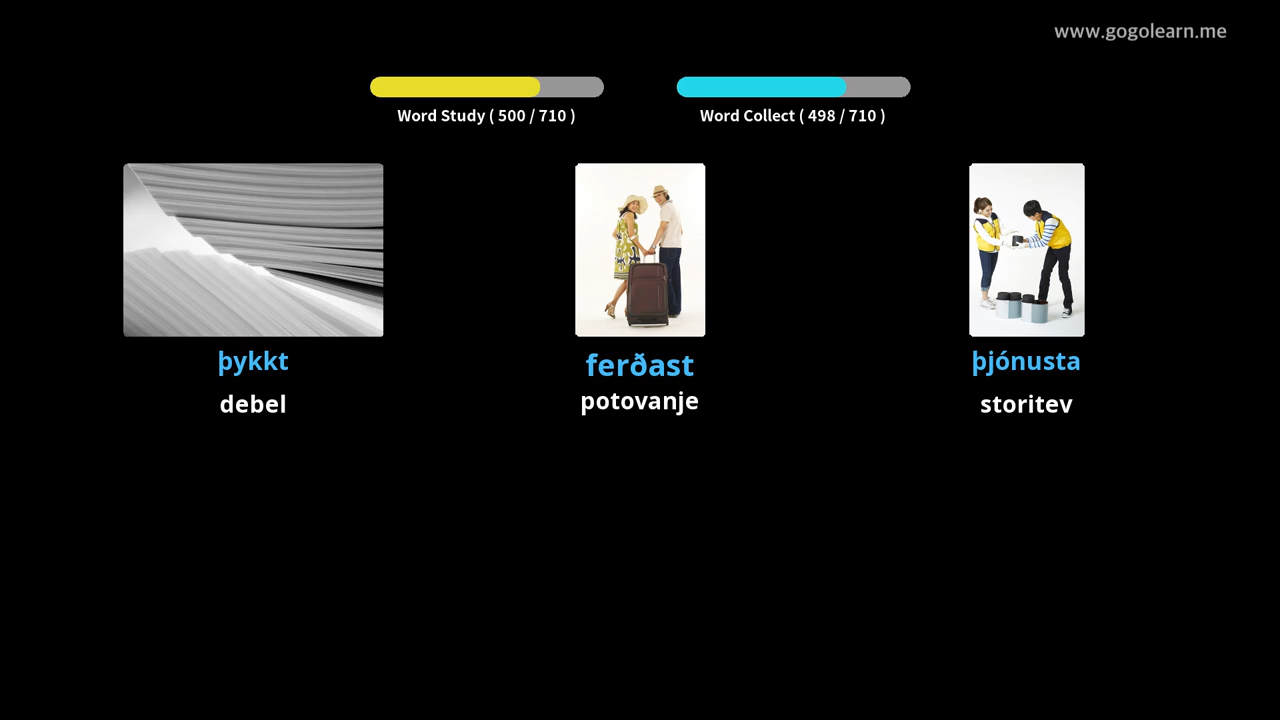 www.gogolearn.me
Word Study ( 500 / 710 )
Word Collect ( 498 / 710 )
þykkt
ferðast
þjónusta
debel
potovanje
storitev